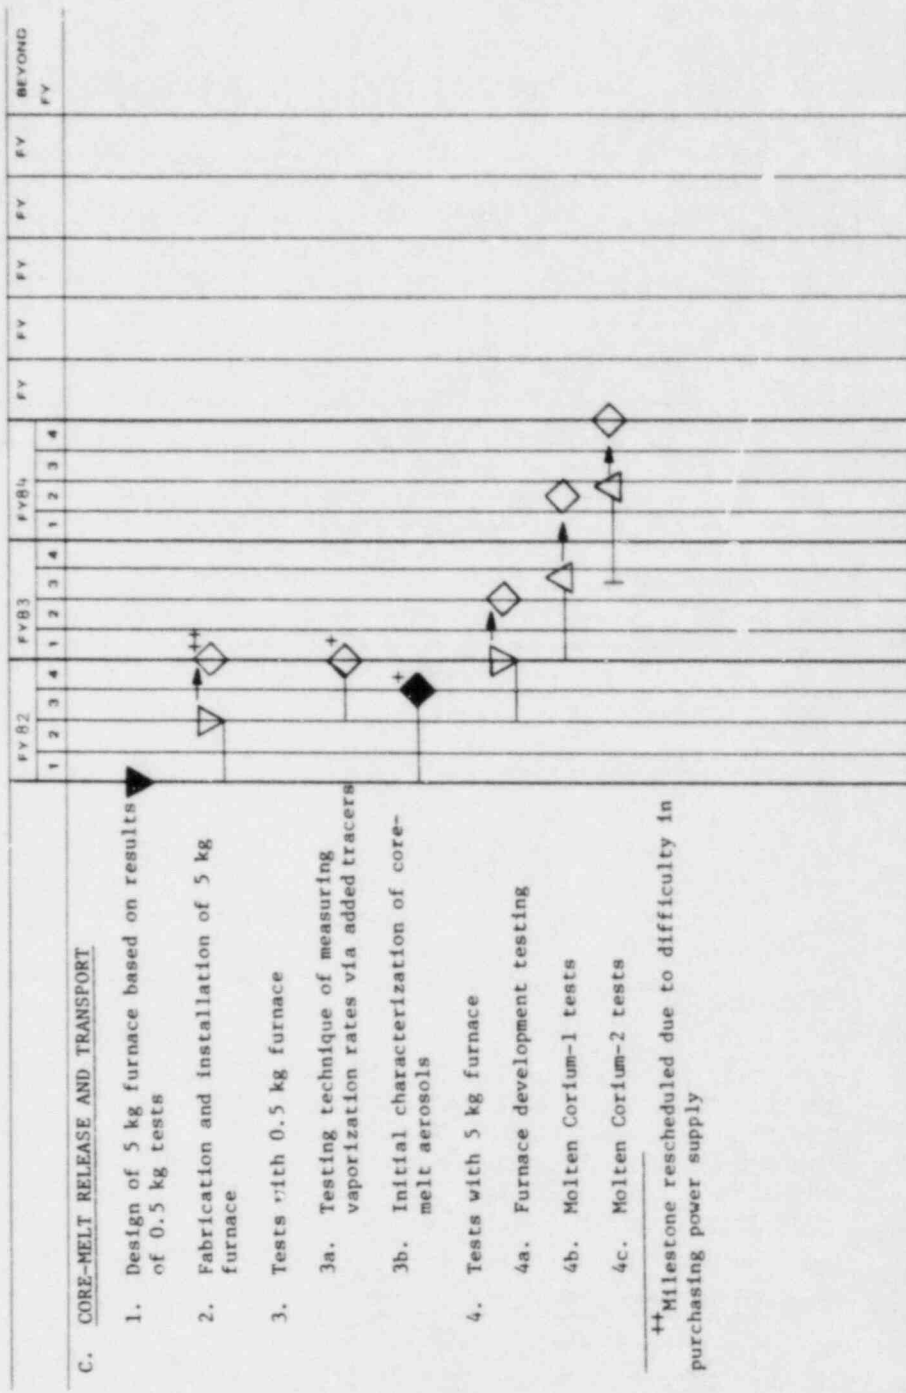 FY82 FY83 FY84 FY FY FY FY FY BEYOND FY
1 2 3 4 1 2 3 4 1 2 3 4
C. CORE-MELT RELEASE AND TRANSPORT
1. Design of 5 kg furnace based on results
of 0.5 kg tests
2. Fabrication and installation of 5 kg
furnace
++
3. Tests with 0.5 kg furnace
3a. Testing technique of measuring
vaporization rates via added tracers
+
3b. Initial characterization of core-
melt aerosols
+
4. Tests with 5 kg furnace
4a. Furnace development testing
4b. Molten Corium-1 tests
4c. Molten Corium-2 tests
++Milestone rescheduled due to difficulty in
purchasing power supply